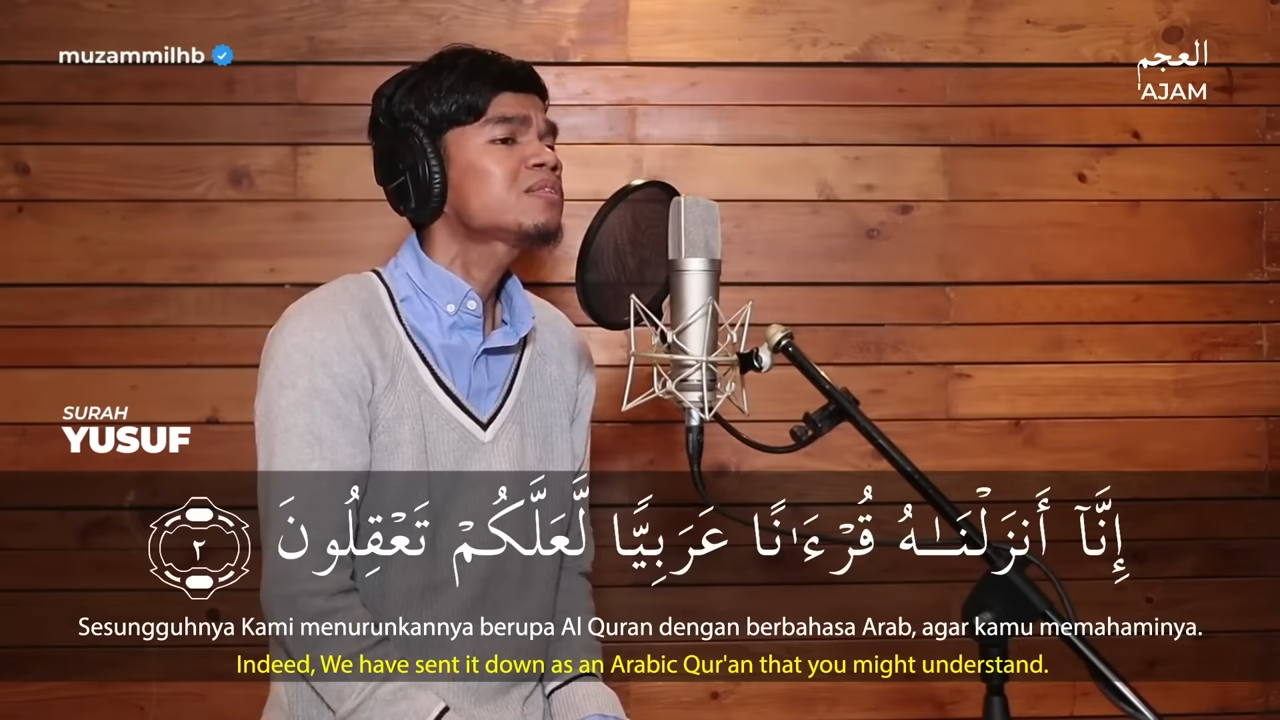 muzammilhb
العجم
'AJAM
SURAH
YUSUF
إِنَّآ أَنزَلْنَـٰهُ قُرْءَٰنًا عَرَبِيًّا لَّعَلَّكُمْ تَعْقِلُونَ ٢
Sesungguhnya Kami menurunkannya berupa Al Quran dengan berbahasa Arab, agar kamu memahaminya.
Indeed, We have sent it down as an Arabic Qur'an that you might understand.